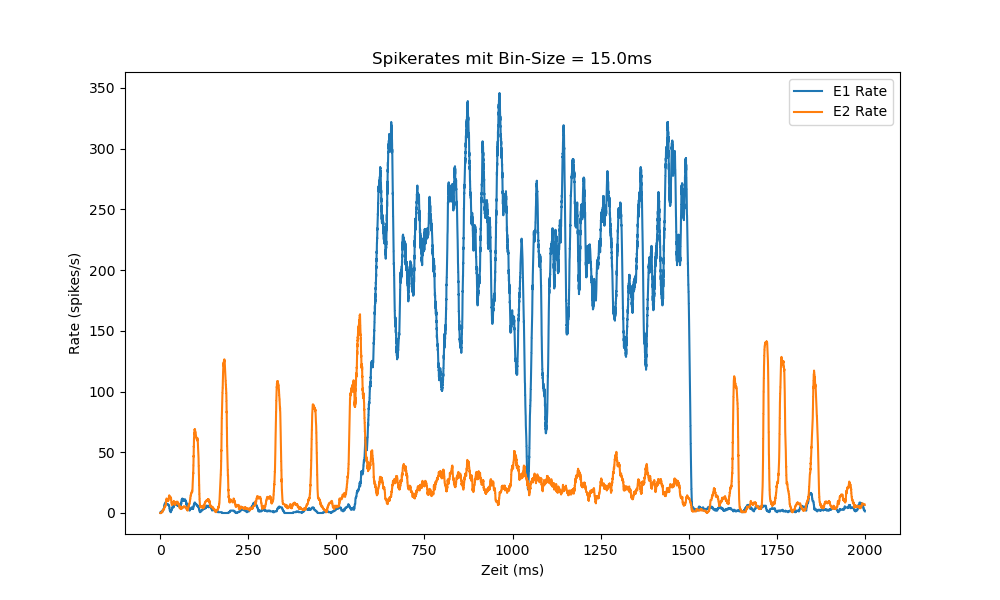 Spikerates mit Bin-Size = 15.0ms
E1 Rate
E2 Rate
350
300
250
200
150
100
50
0
Rate (spikes/s)
0 250 500 750 1000 1250 1500 1750 2000
Zeit (ms)